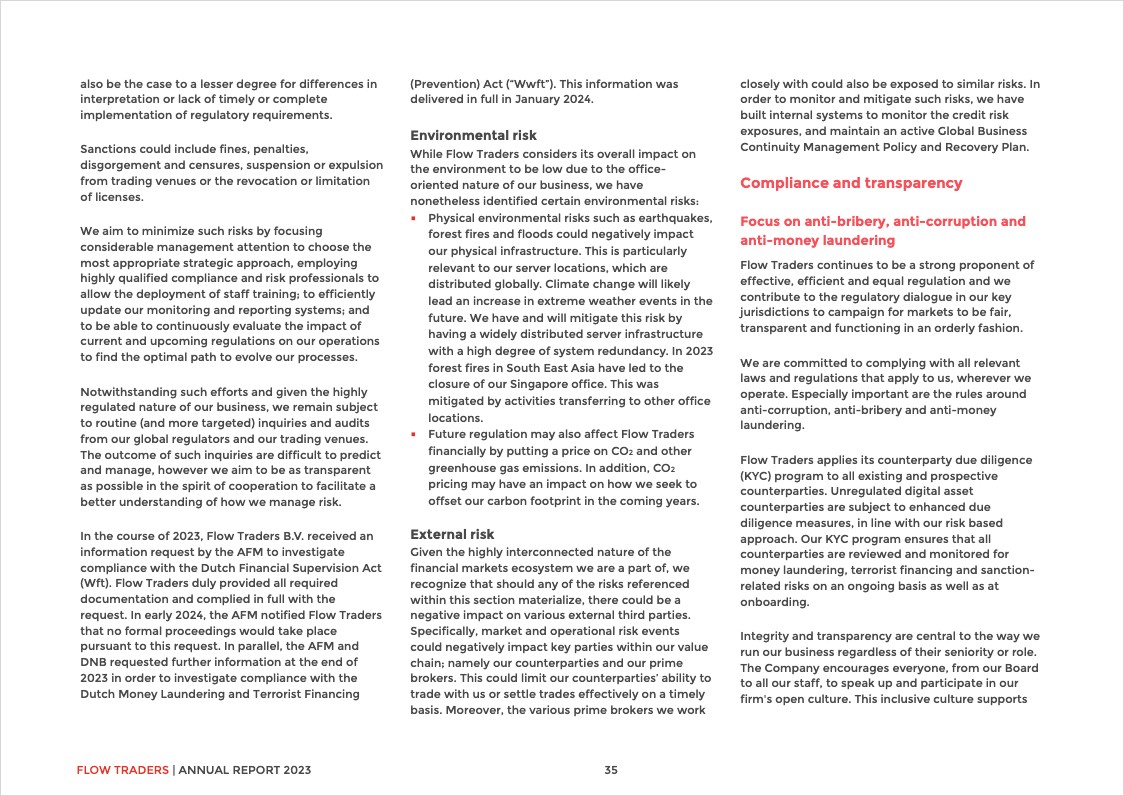 also be the case to a lesser degree for differences in
interpretation or lack of timely or complete
implementation of regulatory requirements.
Sanctions could include fines, penalties,
disgorgement and censures, suspension or expulsion
from trading venues or the revocation or limitation
of licenses.
We aim to minimize such risks by focusing
considerable management attention to choose the
most appropriate strategic approach, employing
highly qualified compliance and risk professionals to
allow the deployment of staff training; to efficiently
update our monitoring and reporting systems; and
to be able to continuously evaluate the impact of
current and upcoming regulations on our operations
to find the optimal path to evolve our processes.
Notwithstanding such efforts and given the highly
regulated nature of our business, we remain subject
to routine (and more targeted) inquiries and audits
from our global regulators and our trading venues.
The outcome of such inquiries are difficult to predict
and manage, however we aim to be as transparent
as possible in the spirit of cooperation to facilitate a
better understanding of how we manage risk.
In the course of 2023, Flow Traders B.V. received an
information request by the AFM to investigate
compliance with the Dutch Financial Supervision Act
(Wft). Flow Traders duly provided all required
documentation and complied in full with the
request. In early 2024, the AFM notified Flow Traders
that no formal proceedings would take place
pursuant to this request. In parallel, the AFM and
DNB requested further information at the end of
2023 in order to investigate compliance with the
Dutch Money Laundering and Terrorist Financing
(Prevention) Act (“Wwft”). This information was
delivered in full in January 2024.
Environmental risk
While Flow Traders considers its overall impact on
the environment to be low due to the office-
oriented nature of our business, we have
nonetheless identified certain environmental risks:
▪ Physical environmental risks such as earthquakes,
forest fires and floods could negatively impact
our physical infrastructure. This is particularly
relevant to our server locations, which are
distributed globally. Climate change will likely
lead an increase in extreme weather events in the
future. We have and will mitigate this risk by
having a widely distributed server infrastructure
with a high degree of system redundancy. In 2023
forest fires in South East Asia have led to the
closure of our Singapore office. This was
mitigated by activities transferring to other office
locations.
▪ Future regulation may also affect Flow Traders
financially by putting a price on CO₂ and other
greenhouse gas emissions. In addition, CO₂
pricing may have an impact on how we seek to
offset our carbon footprint in the coming years.
External risk
Given the highly interconnected nature of the
financial markets ecosystem we are a part of, we
recognize that should any of the risks referenced
within this section materialize, there could be a
negative impact on various external third parties.
Specifically, market and operational risk events
could negatively impact key parties within our value
chain; namely our counterparties and our prime
brokers. This could limit our counterparties’ ability to
trade with us or settle trades effectively on a timely
basis. Moreover, the various prime brokers we work
closely with could also be exposed to similar risks. In
order to monitor and mitigate such risks, we have
built internal systems to monitor the credit risk
exposures, and maintain an active Global Business
Continuity Management Policy and Recovery Plan.
Compliance and transparency
Focus on anti-bribery, anti-corruption and
anti-money laundering
Flow Traders continues to be a strong proponent of
effective, efficient and equal regulation and we
contribute to the regulatory dialogue in our key
jurisdictions to campaign for markets to be fair,
transparent and functioning in an orderly fashion.
We are committed to complying with all relevant
laws and regulations that apply to us, wherever we
operate. Especially important are the rules around
anti-corruption, anti-bribery and anti-money
laundering.
Flow Traders applies its counterparty due diligence
(KYC) program to all existing and prospective
counterparties. Unregulated digital asset
counterparties are subject to enhanced due
diligence measures, in line with our risk based
approach. Our KYC program ensures that all
counterparties are reviewed and monitored for
money laundering, terrorist financing and sanction-
related risks on an ongoing basis as well as at
onboarding.
Integrity and transparency are central to the way we
run our business regardless of their seniority or role.
The Company encourages everyone, from our Board
to all our staff, to speak up and participate in our
firm's open culture. This inclusive culture supports
FLOW TRADERS | ANNUAL REPORT 2023
35